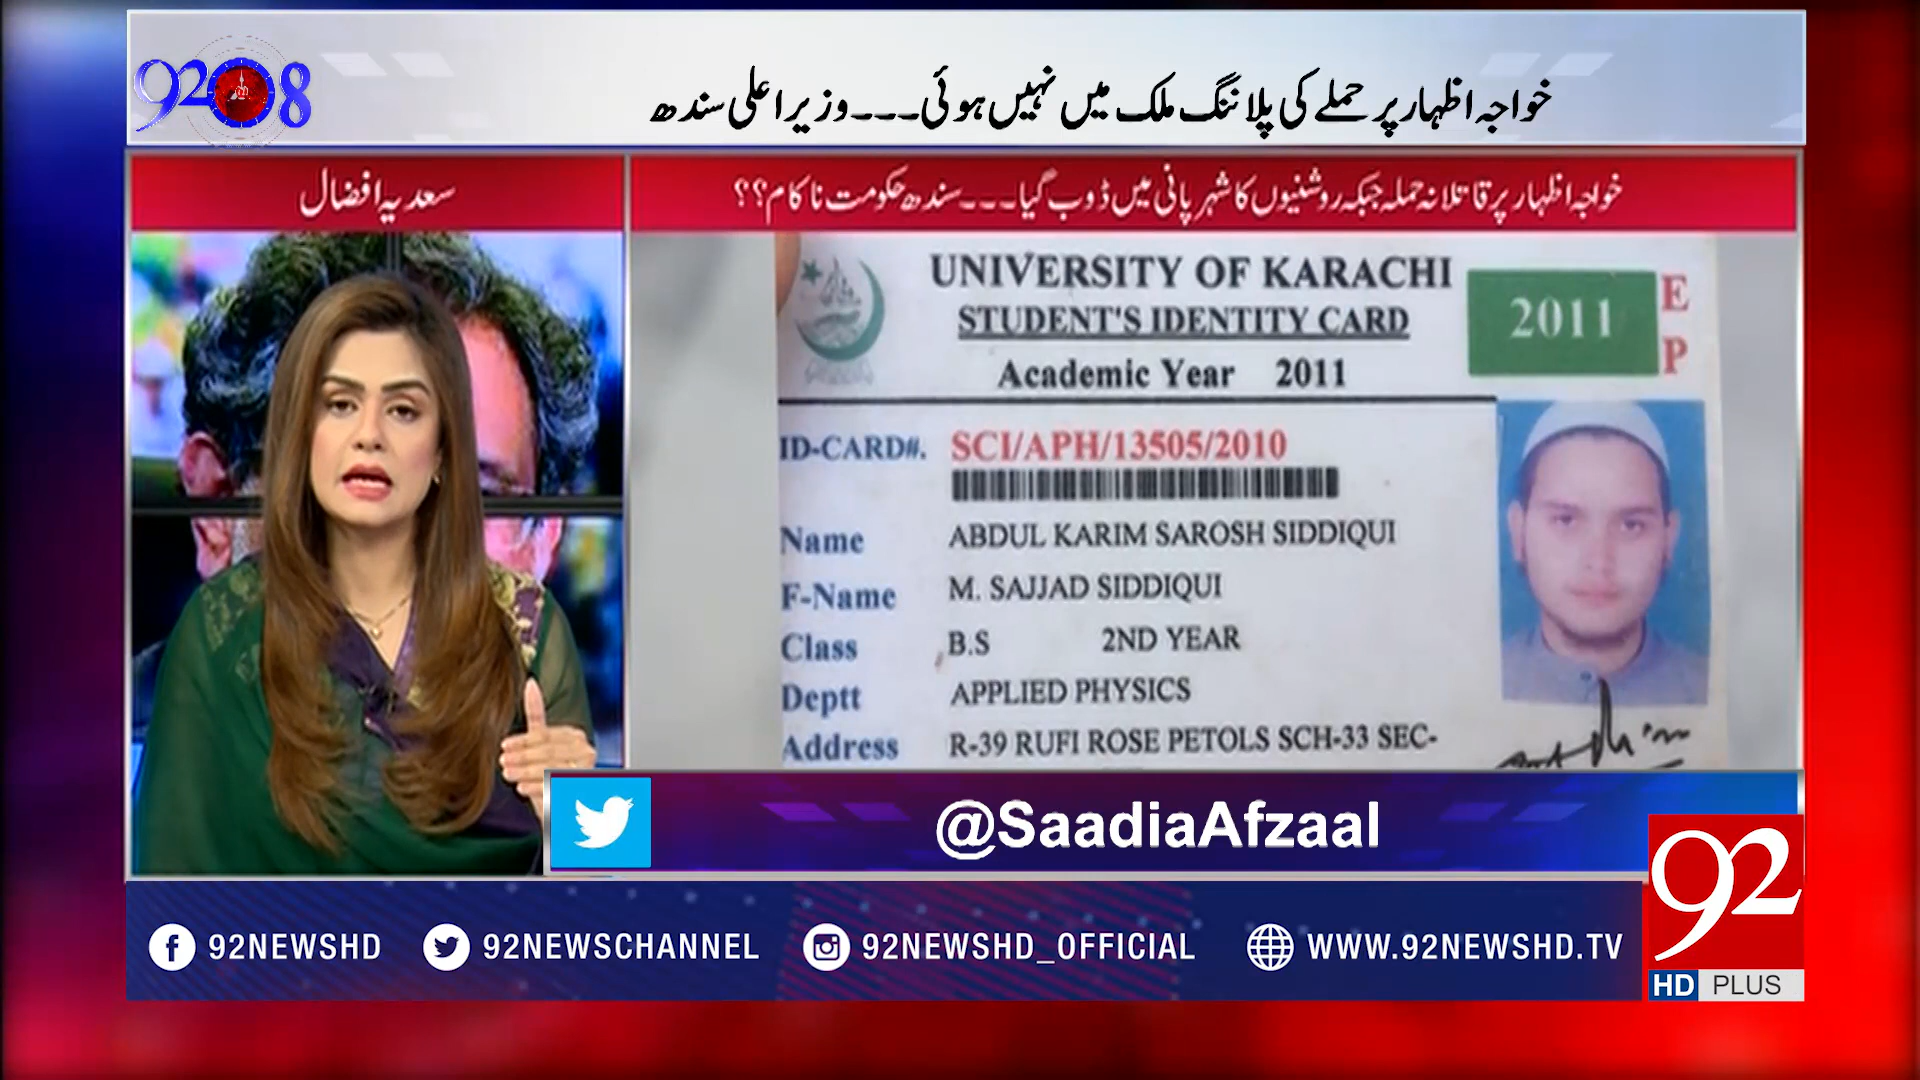 9208
خواجہ اظہار پر حملے کی پلاننگ ملک میں نہیں ہوئی۔۔۔وزیر اعلی سندھ
سعدیہ افضال
خواجہ اظہار پر قاتلانہ حملہ جبکہ روشنیوں کا شہر پانی میں ڈوب گیا۔۔۔سندھ حکومت ناکام؟؟
UNIVERSITY OF KARACHI
STUDENT'S IDENTITY CARD
Academic Year 2011
2011
E
P
ID-CARD#. SCI/APH/13505/2010
Name ABDUL KARIM SAROSH SIDDIQUI
F-Name M. SAJJAD SIDDIQUI
Class B.S 2ND YEAR
Deptt APPLIED PHYSICS
Address R-39 RUFI ROSE PETOLS SCH-33 SEC-
@SaadiaAfzaal
92NEWSHD 92NEWSCHANNEL 92NEWSHD_OFFICIAL WWW.92NEWSHD.TV
92
HD PLUS